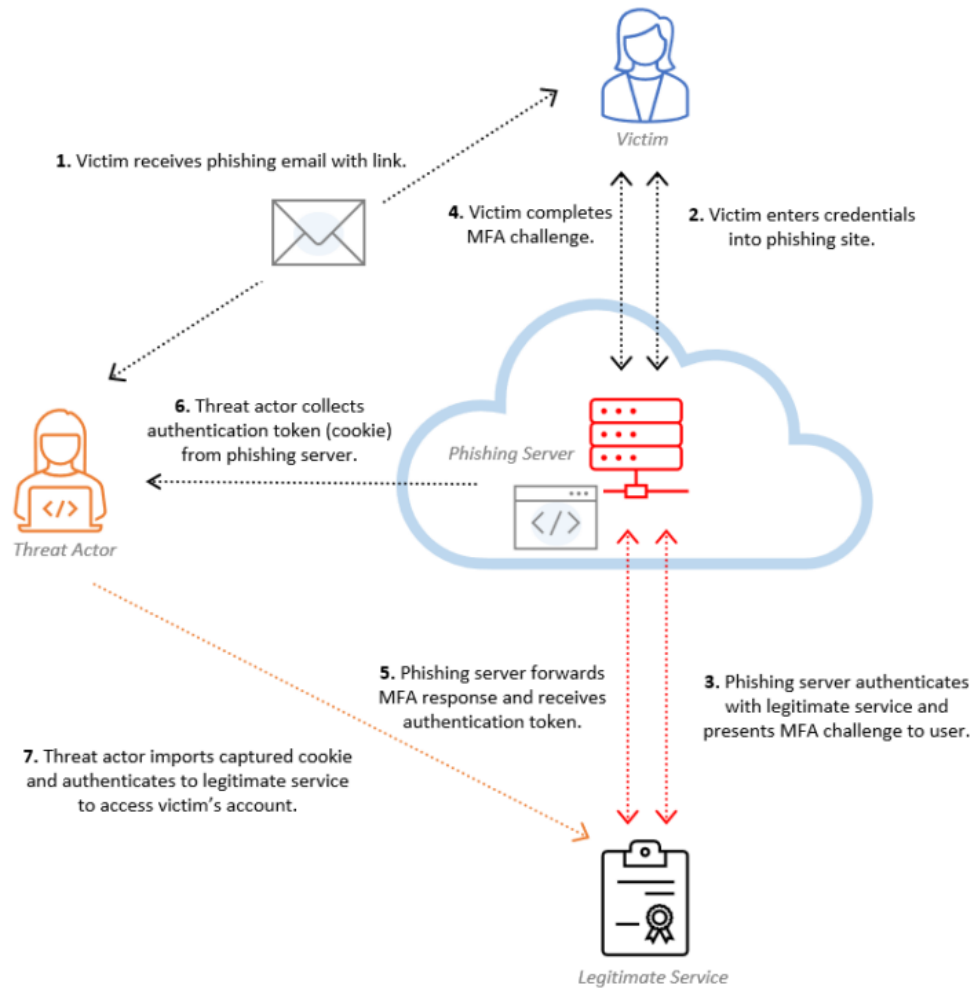 Victim
1. Victim receives phishing email with link.
4. Victim completes
MFA challenge.
2. Victim enters credentials
into phishing site.
6. Threat actor collects
authentication token (cookie)
from phishing server.
Phishing Server
</>
</>
Threat Actor
5. Phishing server forwards
MFA response and receives
authentication token.
3. Phishing server authenticates
with legitimate service and
presents MFA challenge to user.
7. Threat actor imports captured cookie
and authenticates to legitimate service
to access victim's account.
Legitimate Service